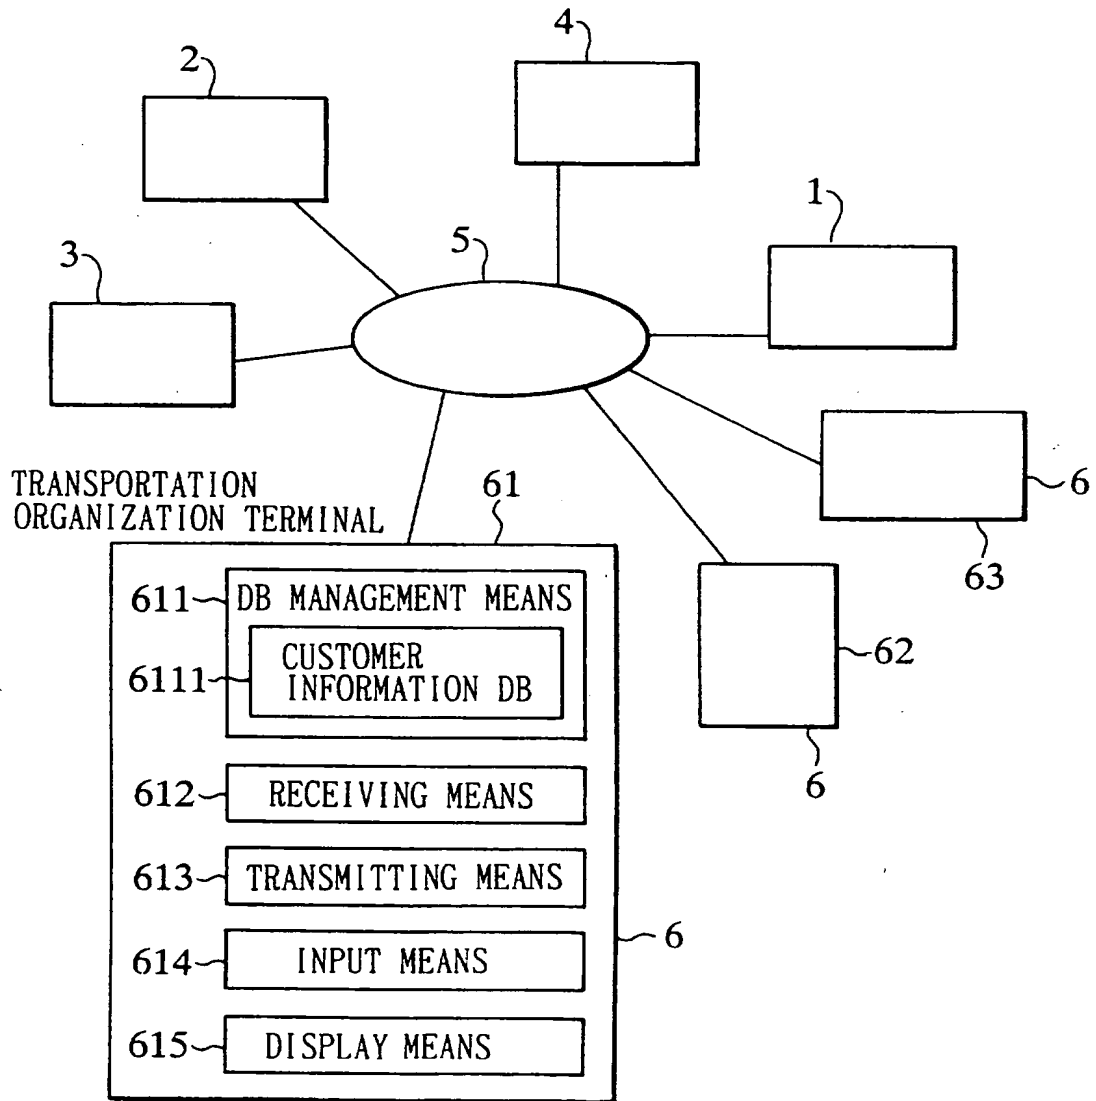 4
2
1
5
3
6
63
TRANSPORTATION
ORGANIZATION TERMINAL
61
62
6
611
DB MANAGEMENT MEANS
6111
CUSTOMER
INFORMATION DB
612
RECEIVING MEANS
613
TRANSMITTING MEANS
6
614
INPUT MEANS
615
DISPLAY MEANS